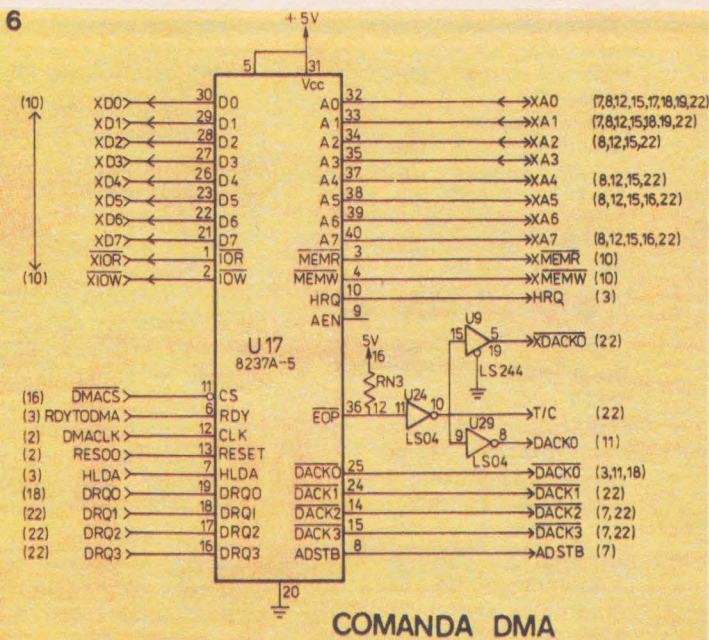 6
+5V
5 31
Vcc
(10) XD0 30 D0 A0 32 XA0 (7,8,12,15,17,18,19,22)
XD1 29 D1 A1 33 XA1 (7,8,12,15,18,19,22)
XD2 28 D2 A2 34 XA2 (8,12,15,22)
XD3 27 D3 A3 35 XA3
XD4 26 D4 A4 37 XA4 (8,12,15,22)
XD5 23 D5 A5 38 XA5 (8,12,15,16,22)
XD6 22 D6 A6 39 XA6
XD7 21 D7 A7 40 XA7 (8,12,15,16,22)
XIOR 1 IOR MEMR 3 XMEMR (10)
(10) XIOW 2 IOW MEMW 4 XMEMW (10)
HRQ 10 HRQ (3)
AEN 9
U9
U17 5V 15 5 XDACK0 (22)
8237A-5 16 19
RN3 LS244
U24
(16) DMACS 11 CS
(3) RDYTODMA 6 RDY EOP 36 12 11 10 T/C (22)
LS04 U29
(2) DMACLK 12 CLK 9 8 DACK0 (11)
(2) RESOO 13 RESET LS04
(3) HLDA 7 HLDA DACK0 25 DACK0 (3,11,18)
(18) DRQ0 19 DRQ0 DACK1 24 DACK1 (22)
(22) DRQ1 18 DRQ1 DACK2 14 DACK2 (7,22)
(22) DRQ2 17 DRQ2 DACK3 15 DACK3 (7,22)
(22) DRQ3 16 DRQ3 ADSTB 8 ADSTB (7)
20
COMANDA DMA